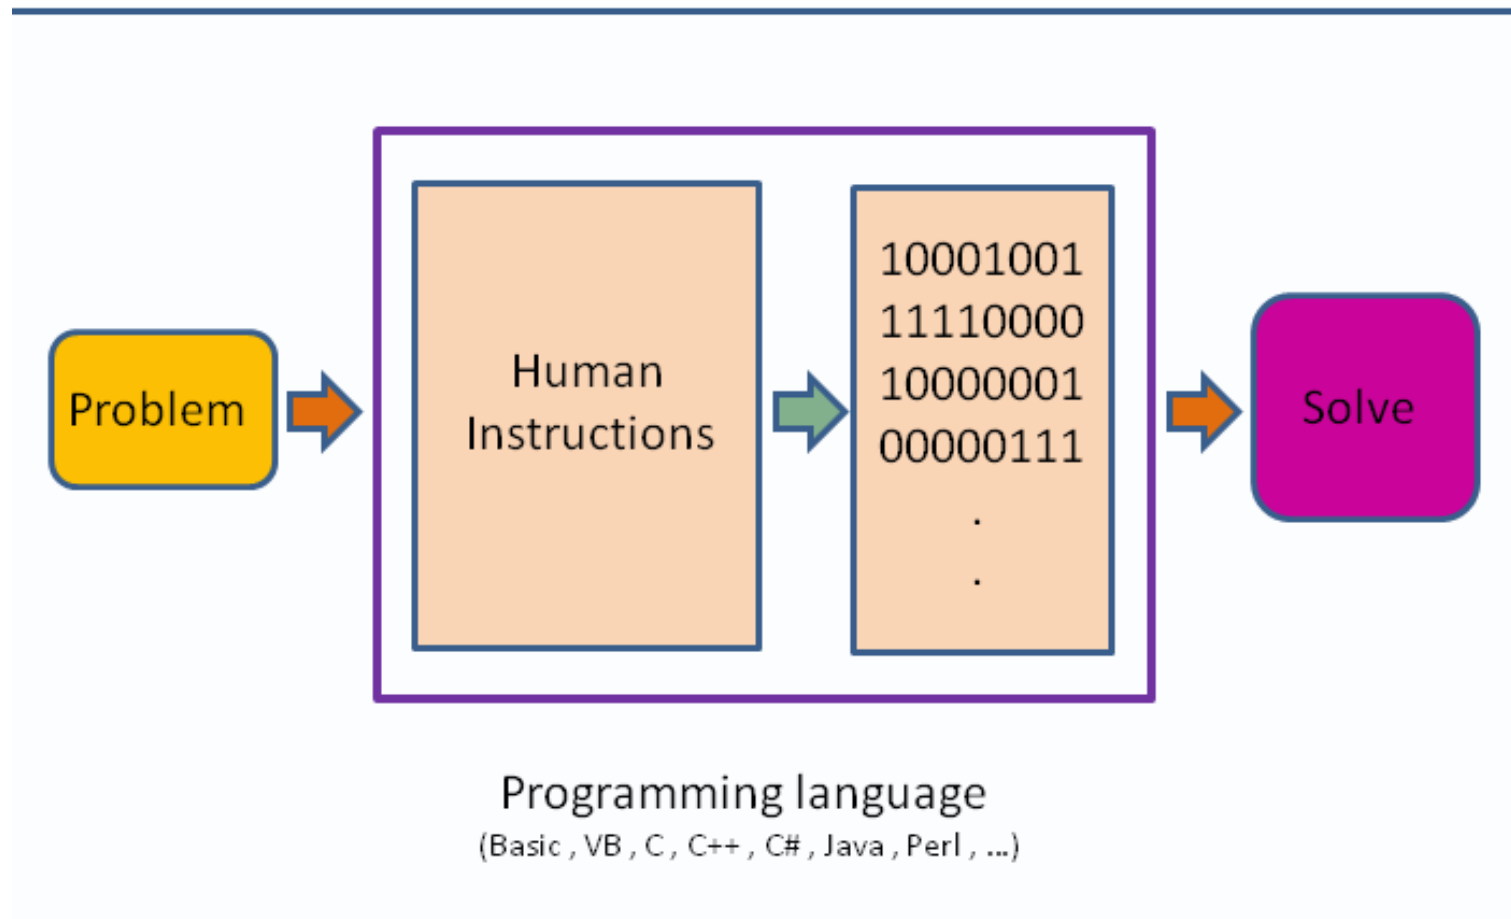 Problem
Human
Instructions
10001001
11110000
10000001
00000111
.
.
Solve
Programming language
(Basic , VB , C , C++ , C# , Java , Perl , ...)